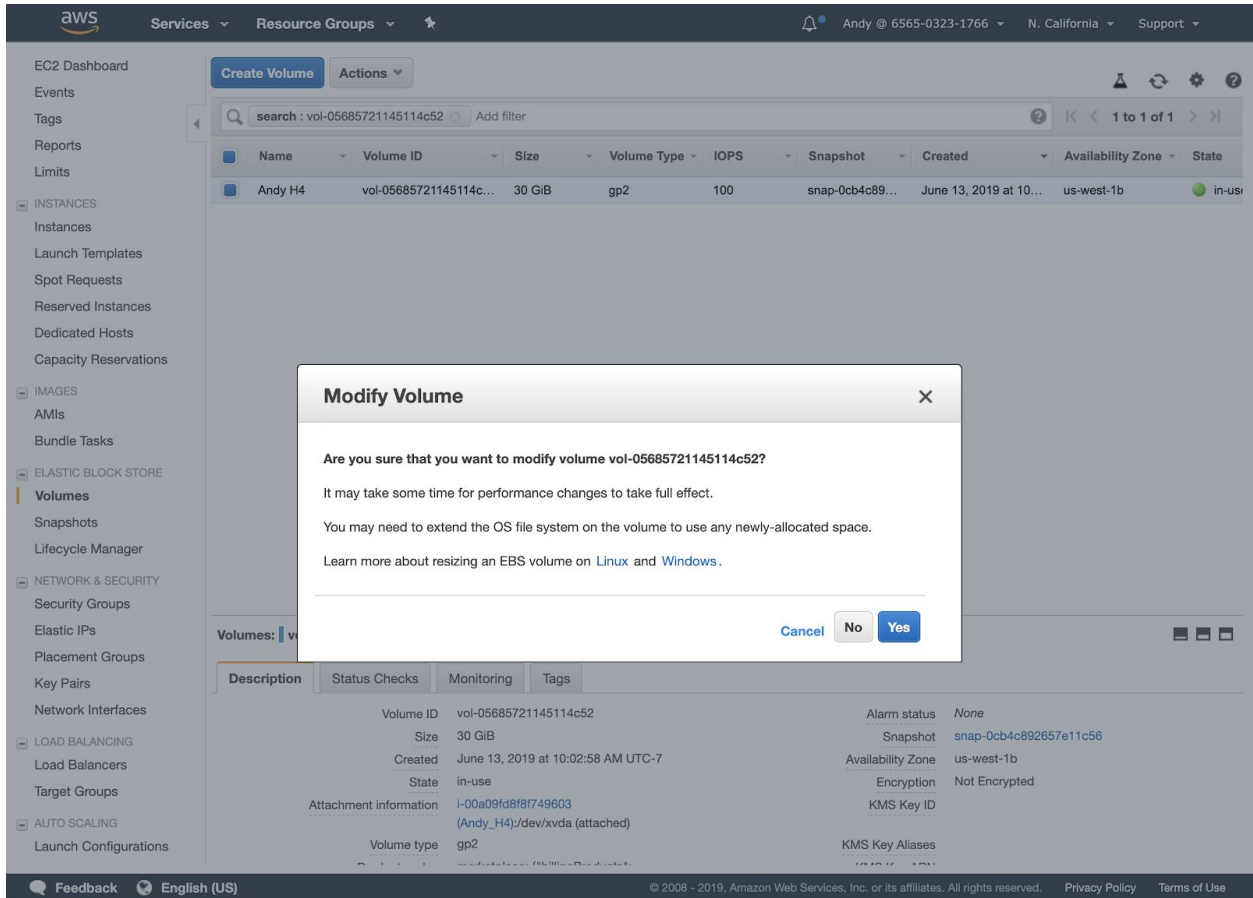 aws Services Resource Groups Andy @ 6565-0323-1766 N. California Support
EC2 Dashboard
Events
Tags
Reports
Limits
INSTANCES
Instances
Launch Templates
Spot Requests
Reserved Instances
Dedicated Hosts
Capacity Reservations
IMAGES
AMIs
Bundle Tasks
ELASTIC BLOCK STORE
Volumes
Snapshots
Lifecycle Manager
NETWORK & SECURITY
Security Groups
Elastic IPs
Placement Groups
Key Pairs
Network Interfaces
LOAD BALANCING
Load Balancers
Target Groups
AUTO SCALING
Launch Configurations
Create Volume Actions
search : vol-05685721145114c52 Add filter 1 to 1 of 1
Name Volume ID Size Volume Type IOPS Snapshot Created Availability Zone State
Andy H4 vol-05685721145114c... 30 GiB gp2 100 snap-0cb4c89... June 13, 2019 at 10... us-west-1b in-use
Modify Volume
Are you sure that you want to modify volume vol-05685721145114c52?
It may take some time for performance changes to take full effect.
You may need to extend the OS file system on the volume to use any newly-allocated space.
Learn more about resizing an EBS volume on Linux and Windows.
Cancel No Yes
Volumes:
Description Status Checks Monitoring Tags
Volume ID vol-05685721145114c52 Alarm status None
Size 30 GiB Snapshot snap-0cb4c892657e11c56
Created June 13, 2019 at 10:02:58 AM UTC-7 Availability Zone us-west-1b
State in-use Encryption Not Encrypted
Attachment information i-00a09fd8f8f749603 KMS Key ID
(Andy_H4):/dev/xvda (attached)
Volume type gp2 KMS Key Aliases
Feedback English (US) © 2008 - 2019, Amazon Web Services, Inc. or its affiliates. All rights reserved. Privacy Policy Terms of Use